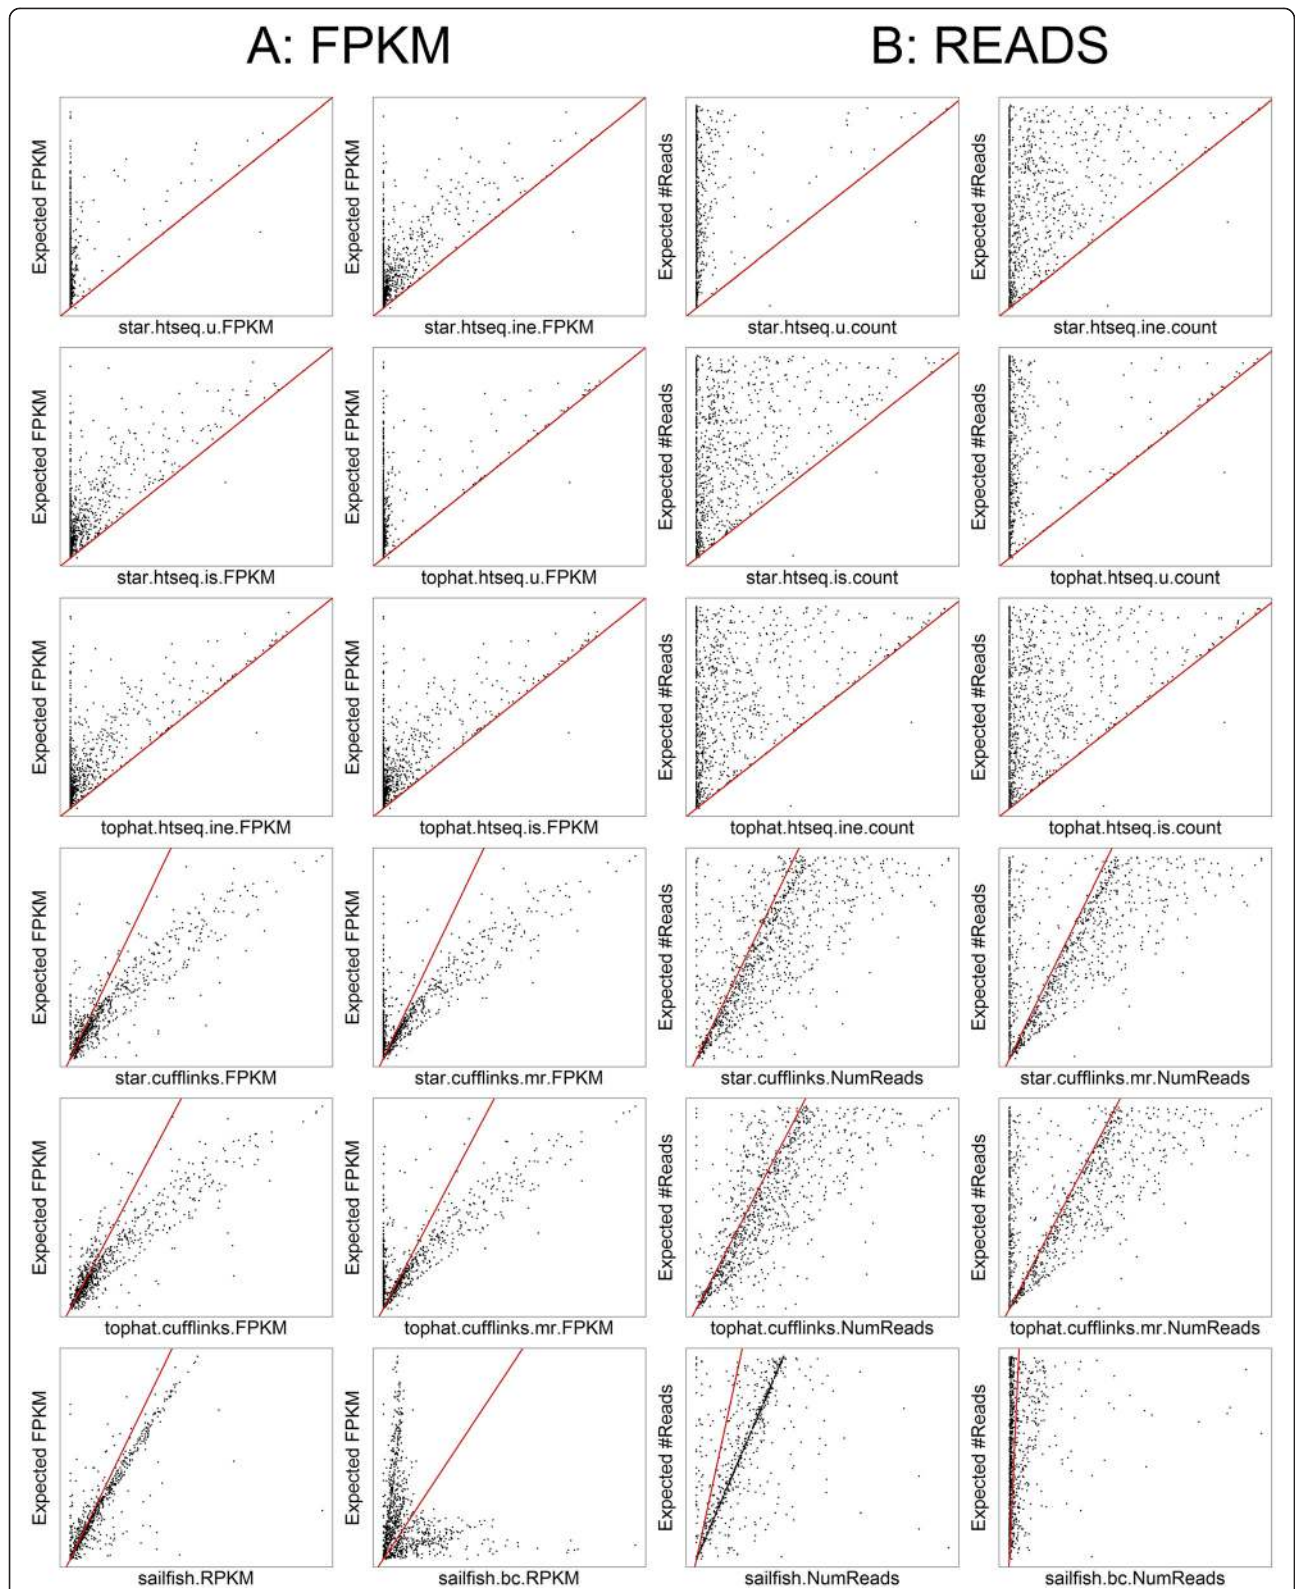 A: FPKM
B: READS
Expected FPKM
star.htseq.u.FPKM
Expected FPKM
star.htseq.ine.FPKM
Expected #Reads
star.htseq.u.count
Expected #Reads
star.htseq.ine.count
Expected FPKM
star.htseq.is.FPKM
Expected FPKM
tophat.htseq.u.FPKM
Expected #Reads
star.htseq.is.count
Expected #Reads
tophat.htseq.u.count
Expected FPKM
tophat.htseq.ine.FPKM
Expected FPKM
tophat.htseq.is.FPKM
Expected #Reads
tophat.htseq.ine.count
Expected #Reads
tophat.htseq.is.count
Expected FPKM
star.cufflinks.FPKM
Expected FPKM
star.cufflinks.mr.FPKM
Expected #Reads
star.cufflinks.NumReads
Expected #Reads
star.cufflinks.mr.NumReads
Expected FPKM
tophat.cufflinks.FPKM
Expected FPKM
tophat.cufflinks.mr.FPKM
Expected #Reads
tophat.cufflinks.NumReads
Expected #Reads
tophat.cufflinks.mr.NumReads
Expected FPKM
sailfish.RPKM
Expected FPKM
sailfish.bc.RPKM
Expected #Reads
sailfish.NumReads
Expected #Reads
sailfish.bc.NumReads